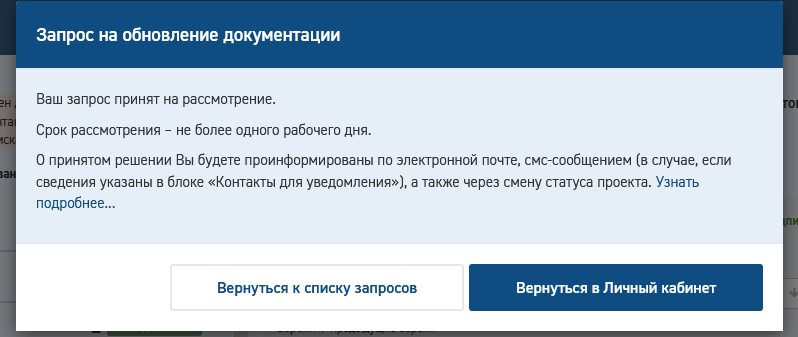 Запрос на обновление документации
Ваш запрос принят на рассмотрение.
Срок рассмотрения – не более одного рабочего дня.
О принятом решении Вы будете проинформированы по электронной почте, смс-сообщением (в случае, если
сведения указаны в блоке «Контакты для уведомления»), а также через смену статуса проекта. Узнать
подробнее...
Вернуться к списку запросов
Вернуться в Личный кабинет